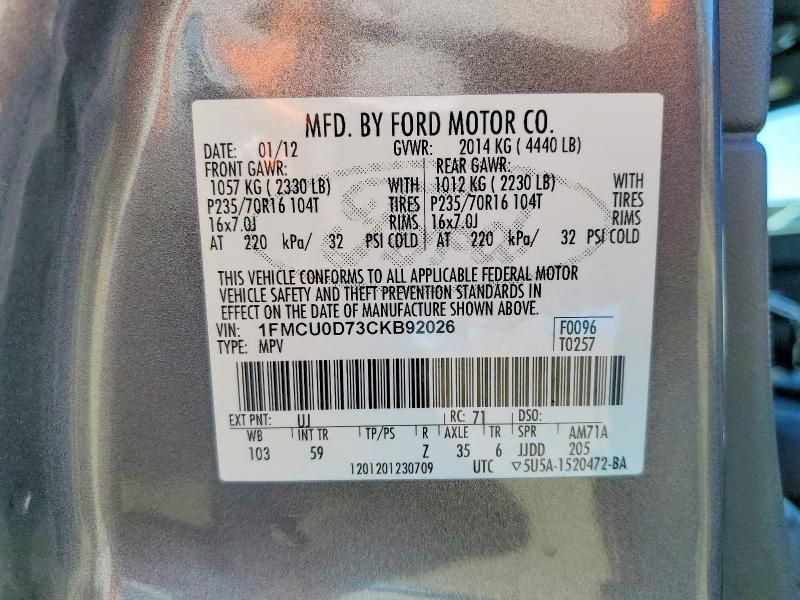 MFD. BY FORD MOTOR CO.
DATE: 01/12 GVWR: 2014 KG ( 4440 LB)
FRONT GAWR: REAR GAWR:
1057 KG ( 2330 LB) WITH 1012 KG ( 2230 LB) WITH
P235/70R16 104T TIRES P235/70R16 104T TIRES
16x7.0J RIMS 16x7.0J RIMS
AT 220 kPa/ 32 PSI COLD AT 220 kPa/ 32 PSI COLD
THIS VEHICLE CONFORMS TO ALL APPLICABLE FEDERAL MOTOR
VEHICLE SAFETY AND THEFT PREVENTION STANDARDS IN
EFFECT ON THE DATE OF MANUFACTURE SHOWN ABOVE.
VIN: 1FMCU0D73CKB92026 F0096
TYPE: MPV T0257
EXT PNT: UJ RC: 71 DSO:
WB INT TR TP/PS R AXLE TR SPR AM71A
103 59 Z 35 6 JJDD 205
1201201230709 UTC ▽5U5A-1520472-BA